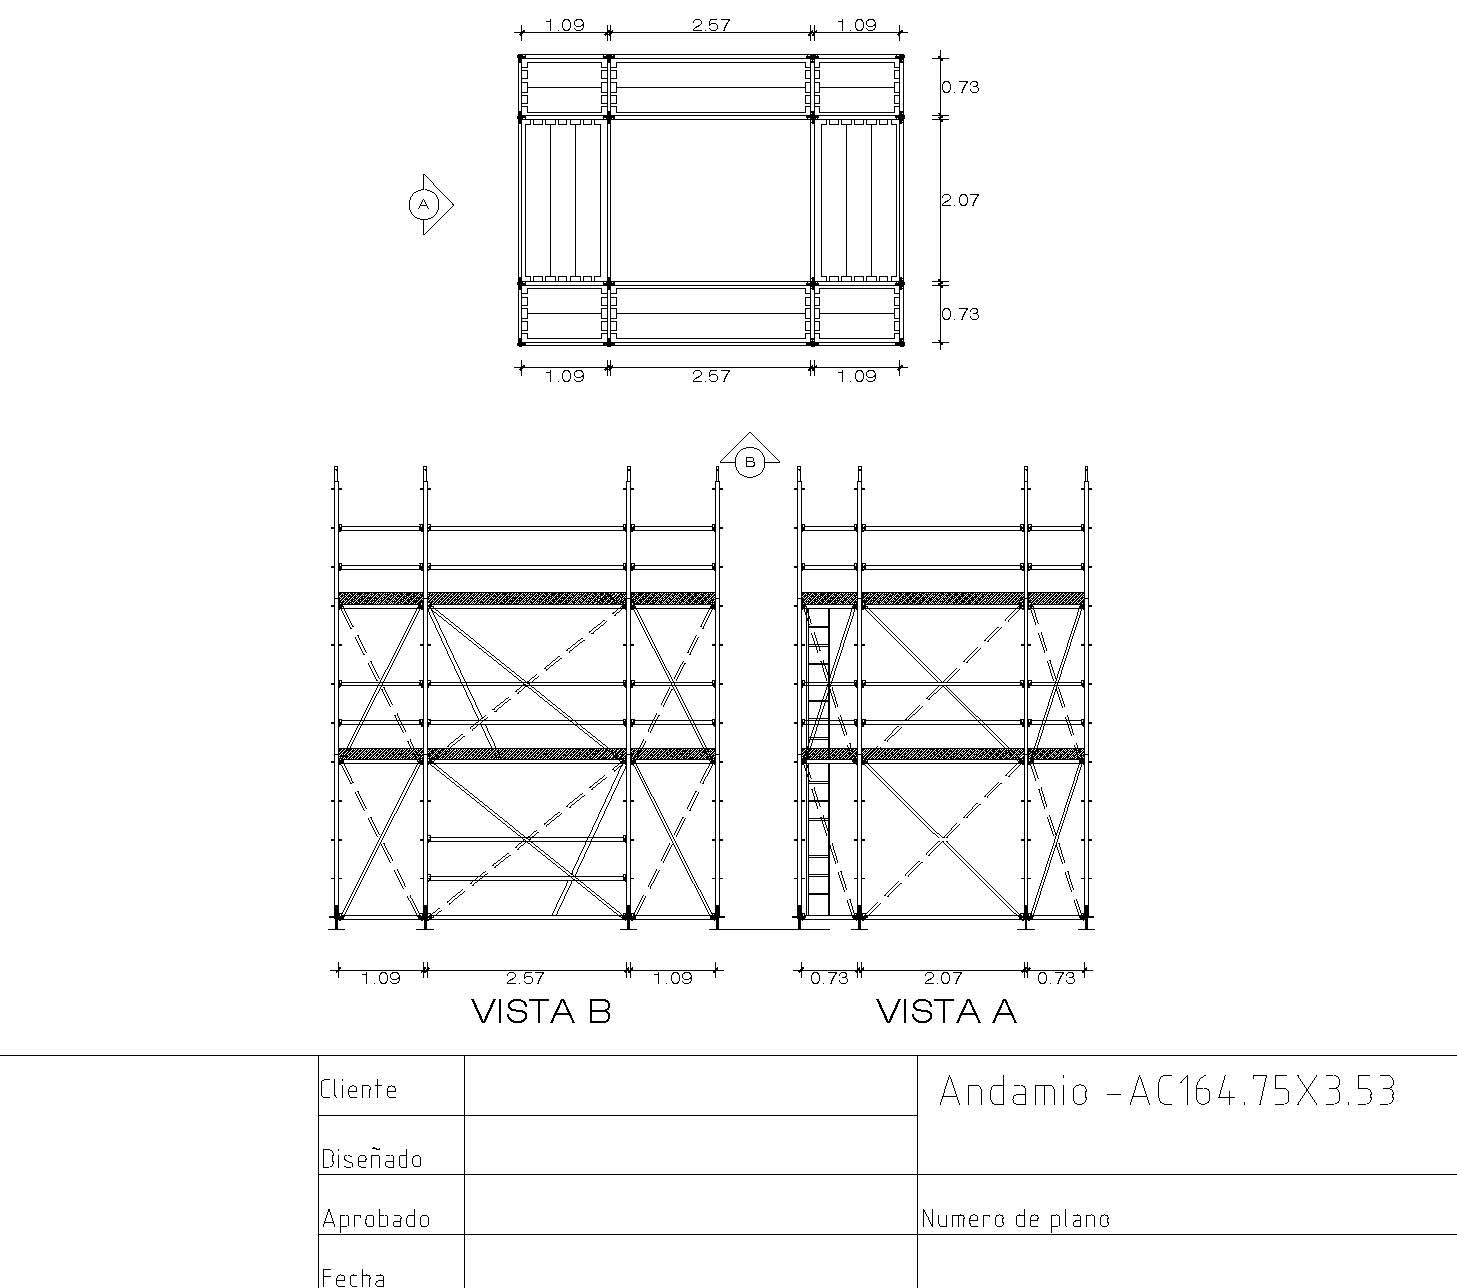 1.09 2.57 1.09
0.73
2.07
A
0.73
1.09 2.57 1.09
B
1.09 2.57 1.09 0.73 2.07 0.73
VISTA B VISTA A
Cliente Andamio -AC164.75X3.53
Diseñado
Aprobado Numero de plano
Fecha